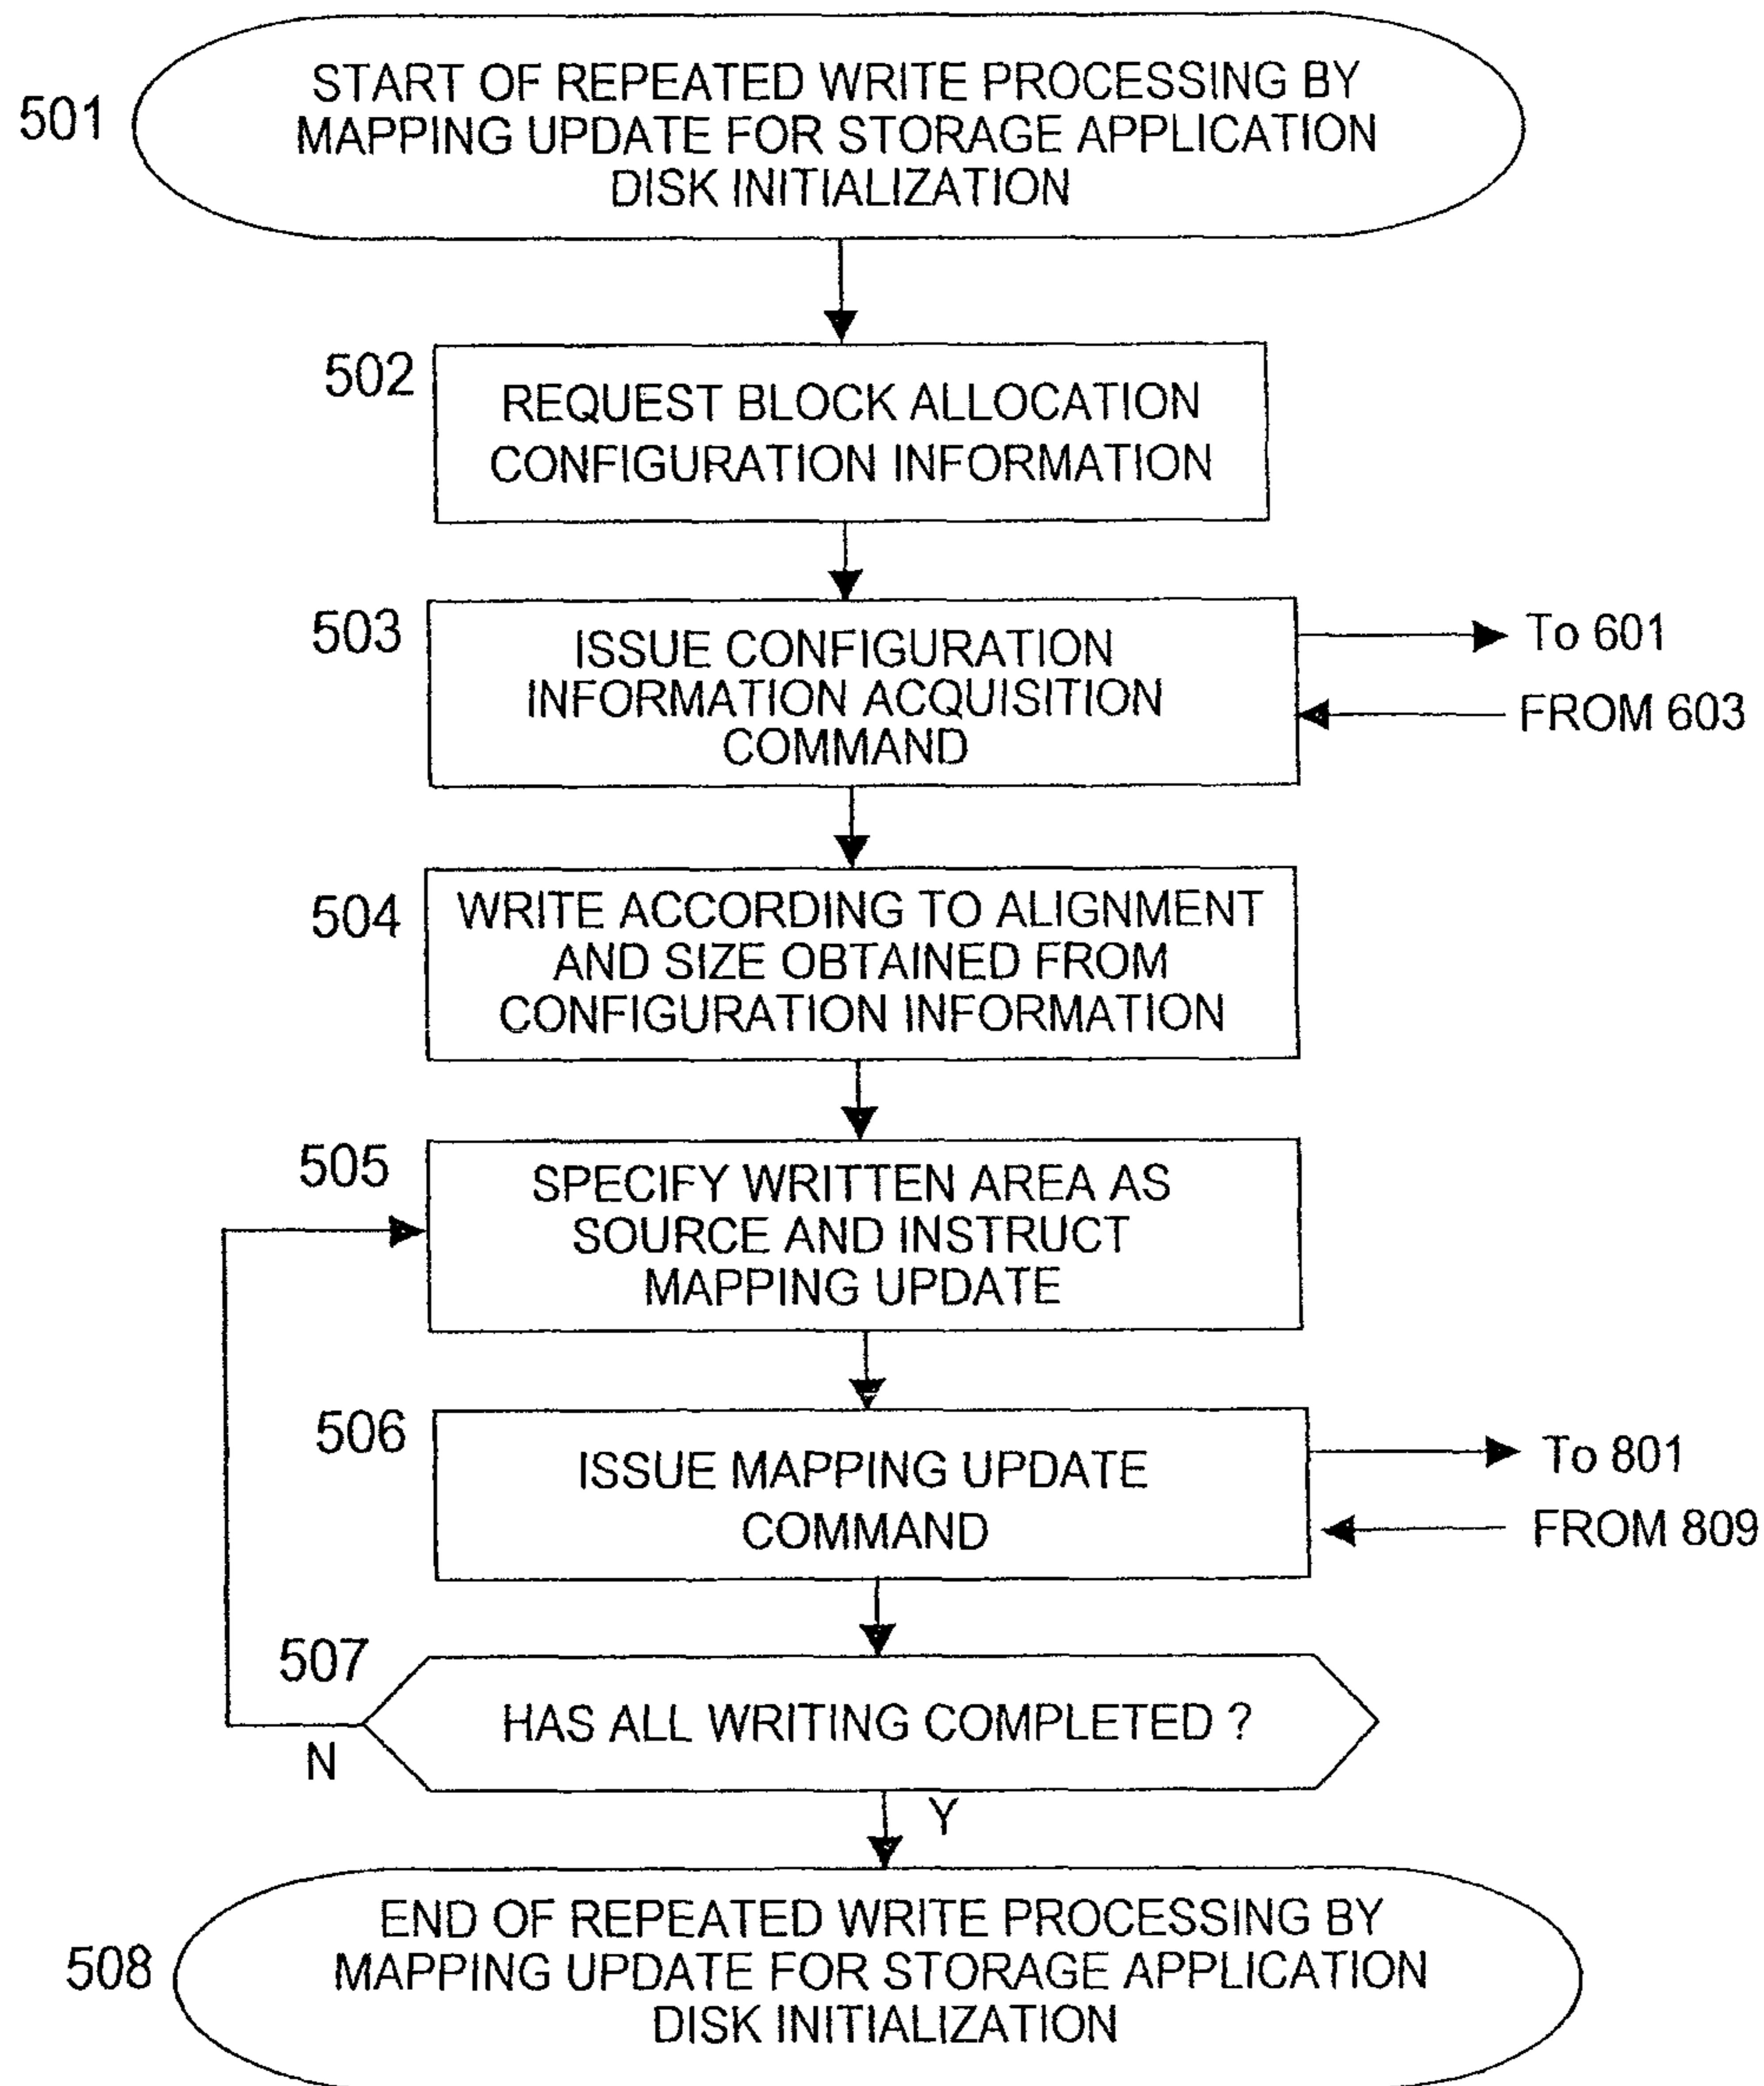 START OF REPEATED WRITE PROCESSING BY
501
MAPPING UPDATE FOR STORAGE APPLICATION
DISK INITIALIZATION
502
REQUEST BLOCK ALLOCATION
CONFIGURATION INFORMATION
503
ISSUE CONFIGURATION
INFORMATION ACQUISITION
COMMAND
To 601
FROM 603
504
WRITE ACCORDING TO ALIGNMENT
AND SIZE OBTAINED FROM
CONFIGURATION INFORMATION
505
SPECIFY WRITTEN AREA AS
SOURCE AND INSTRUCT
MAPPING UPDATE
506
ISSUE MAPPING UPDATE
COMMAND
To 801
FROM 809
507
HAS ALL WRITING COMPLETED ?
N
Y
END OF REPEATED WRITE PROCESSING BY
508
MAPPING UPDATE FOR STORAGE APPLICATION
DISK INITIALIZATION